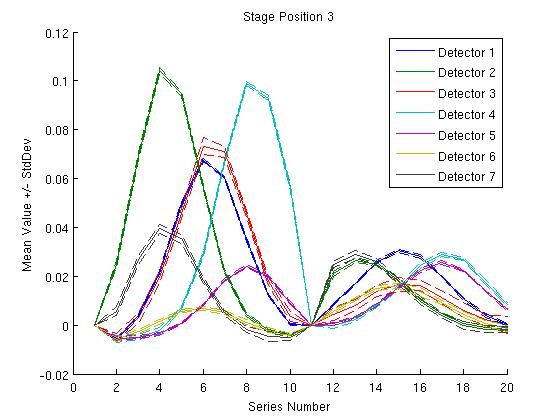 Stage Position 3
0.12
0.1
0.08
0.06
0.04
0.02
0
-0.02
Mean Value +/- StdDev
Detector 1
Detector 2
Detector 3
Detector 4
Detector 5
Detector 6
Detector 7
0 2 4 6 8 10 12 14 16 18 20
Series Number